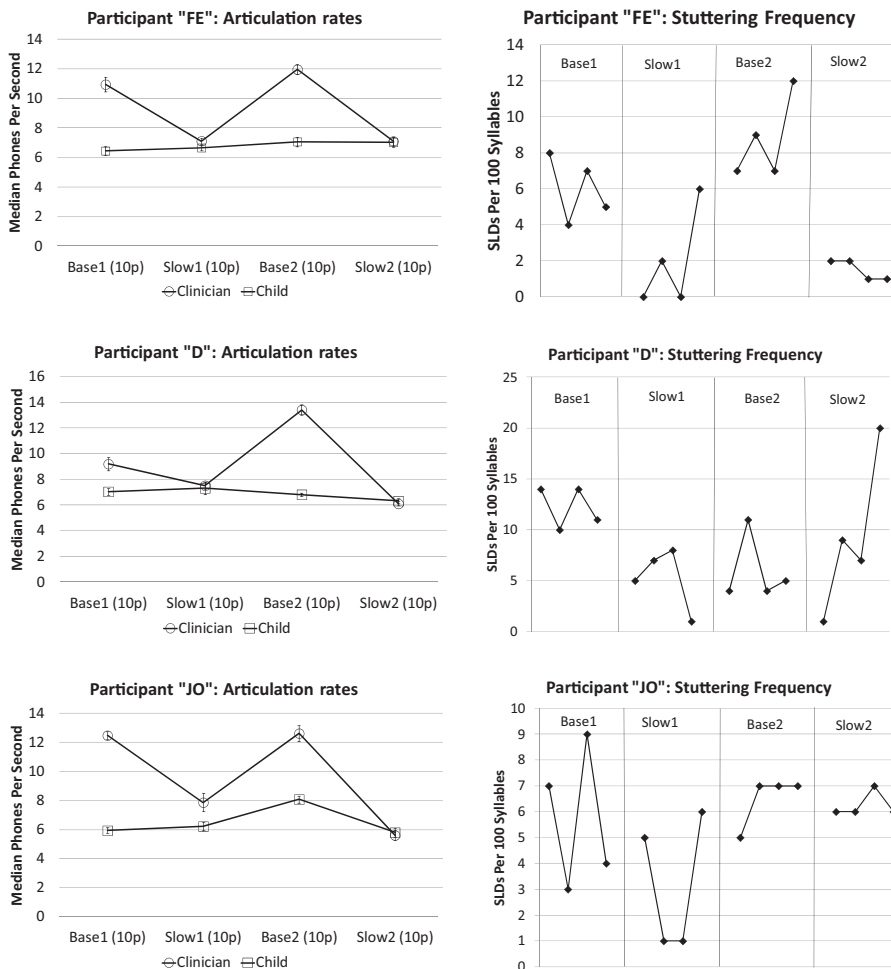 Participant "FE": Articulation rates
Median Phones Per Second
14
12
10
8
6
4
2
0
Base1 (10p) Slow1 (10p) Base2 (10p) Slow2 (10p)
Clinician Child
Participant "FE": Stuttering Frequency
SLDs Per 100 Syllables
14
12
10
8
6
4
2
0
Base1 Slow1 Base2 Slow2
Participant "D": Articulation rates
Median Phones Per Second
16
14
12
10
8
6
4
2
0
Base1 (10p) Slow1 (10p) Base2 (10p) Slow2 (10p)
Clinician Child
Participant "D": Stuttering Frequency
SLDs Per 100 Syllables
25
20
15
10
5
0
Base1 Slow1 Base2 Slow2
Participant "JO": Articulation rates
Median Phones Per Second
14
12
10
8
6
4
2
0
Base1 (10p) Slow1 (10p) Base2 (10p) Slow2 (10p)
Clinician Child
Participant "JO": Stuttering Frequency
SLDs Per 100 Syllables
10
9
8
7
6
5
4
3
2
1
0
Base1 Slow1 Base2 Slow2